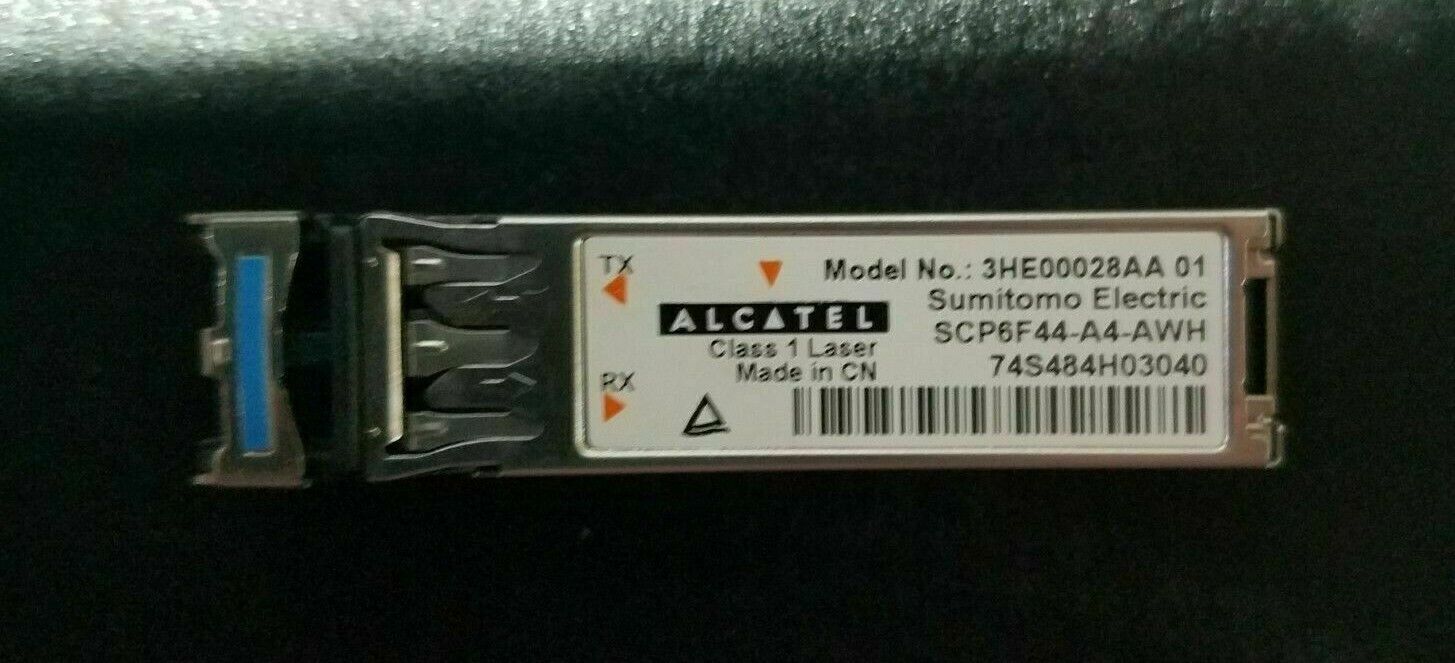 TX
Model No.: 3HE00028AA 01
Sumitomo Electric
ALCATEL
SCP6F44-A4-AWH
Class 1 Laser
74S484H03040
RX
Made in CN